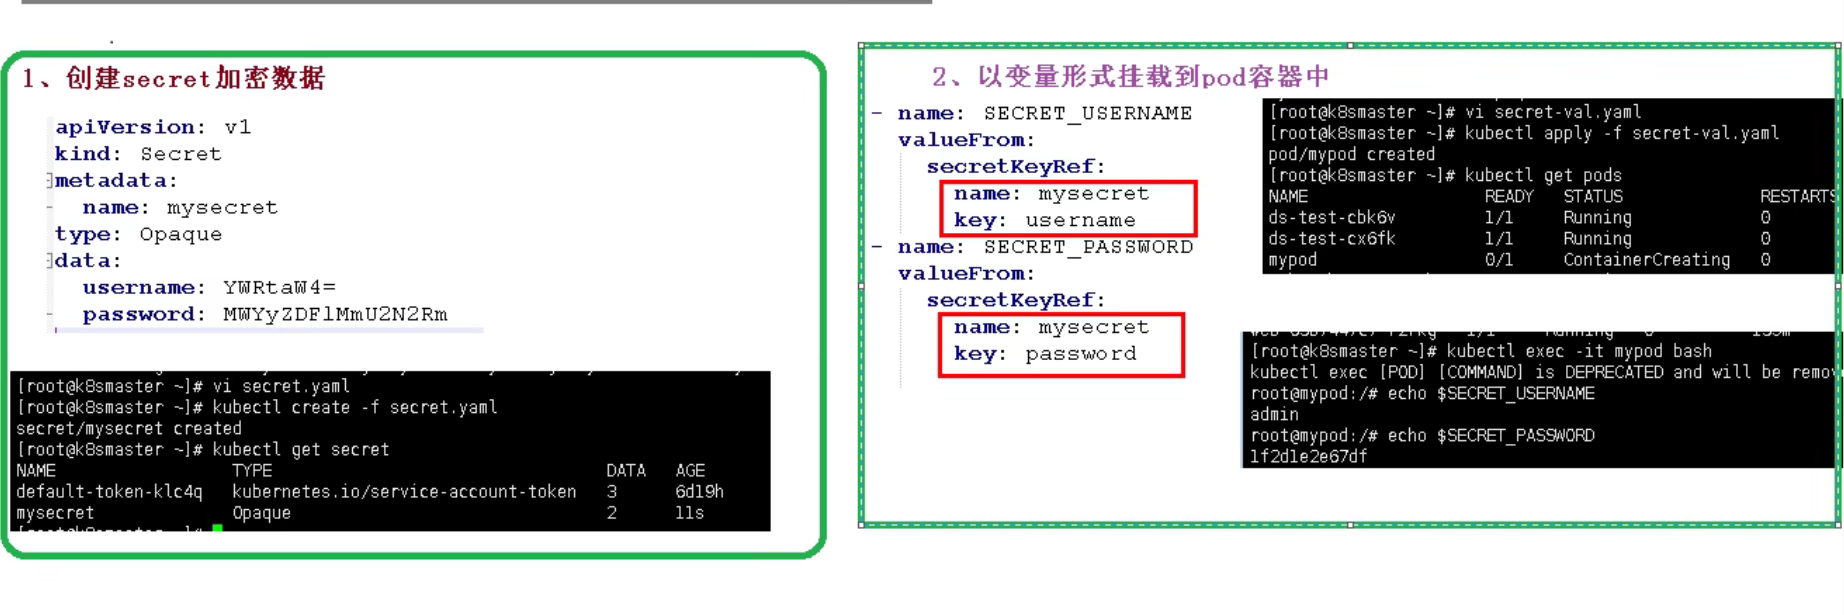 1、创建secret加密数据
apiVersion: v1
kind: Secret
metadata:
name: mysecret
type: Opaque
data:
username: YWRtaW4=
password: MWYyZDFlMmU2N2Rm
[root@k8smaster ~]# vi secret.yaml
[root@k8smaster ~]# kubectl create -f secret.yaml
secret/mysecret created
[root@k8smaster ~]# kubectl get secret
NAME TYPE DATA AGE
default-token-klc4q kubernetes.io/service-account-token 3 6d19h
mysecret Opaque 2 11s
2、以变量形式挂载到pod容器中
- name: SECRET_USERNAME
valueFrom:
secretKeyRef:
name: mysecret
key: username
- name: SECRET_PASSWORD
valueFrom:
secretKeyRef:
name: mysecret
key: password
[root@k8smaster ~]# vi secret-val.yaml
[root@k8smaster ~]# kubectl apply -f secret-val.yaml
pod/mypod created
[root@k8smaster ~]# kubectl get pods
NAME READY STATUS RESTARTS
ds-test-cbk6v 1/1 Running 0
ds-test-cx6fk 1/1 Running 0
mypod 0/1 ContainerCreating 0
[root@k8smaster ~]# kubectl exec -it mypod bash
kubectl exec [POD] [COMMAND] is DEPRECATED and will be remov
root@mypod:/# echo $SECRET_USERNAME
admin
root@mypod:/# echo $SECRET_PASSWORD
1f2d1e2e67df